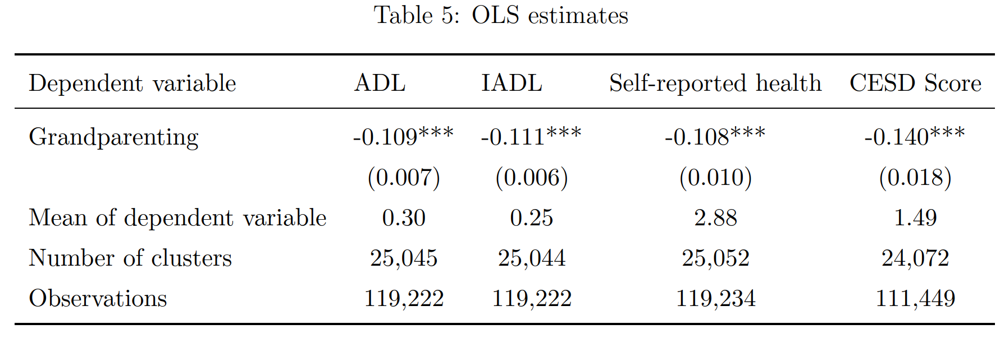 Table 5: OLS estimates
Dependent variable ADL IADL Self-reported health CESD Score
Grandparenting -0.109*** -0.111*** -0.108*** -0.140***
(0.007) (0.006) (0.010) (0.018)
Mean of dependent variable 0.30 0.25 2.88 1.49
Number of clusters 25,045 25,044 25,052 24,072
Observations 119,222 119,222 119,234 111,449